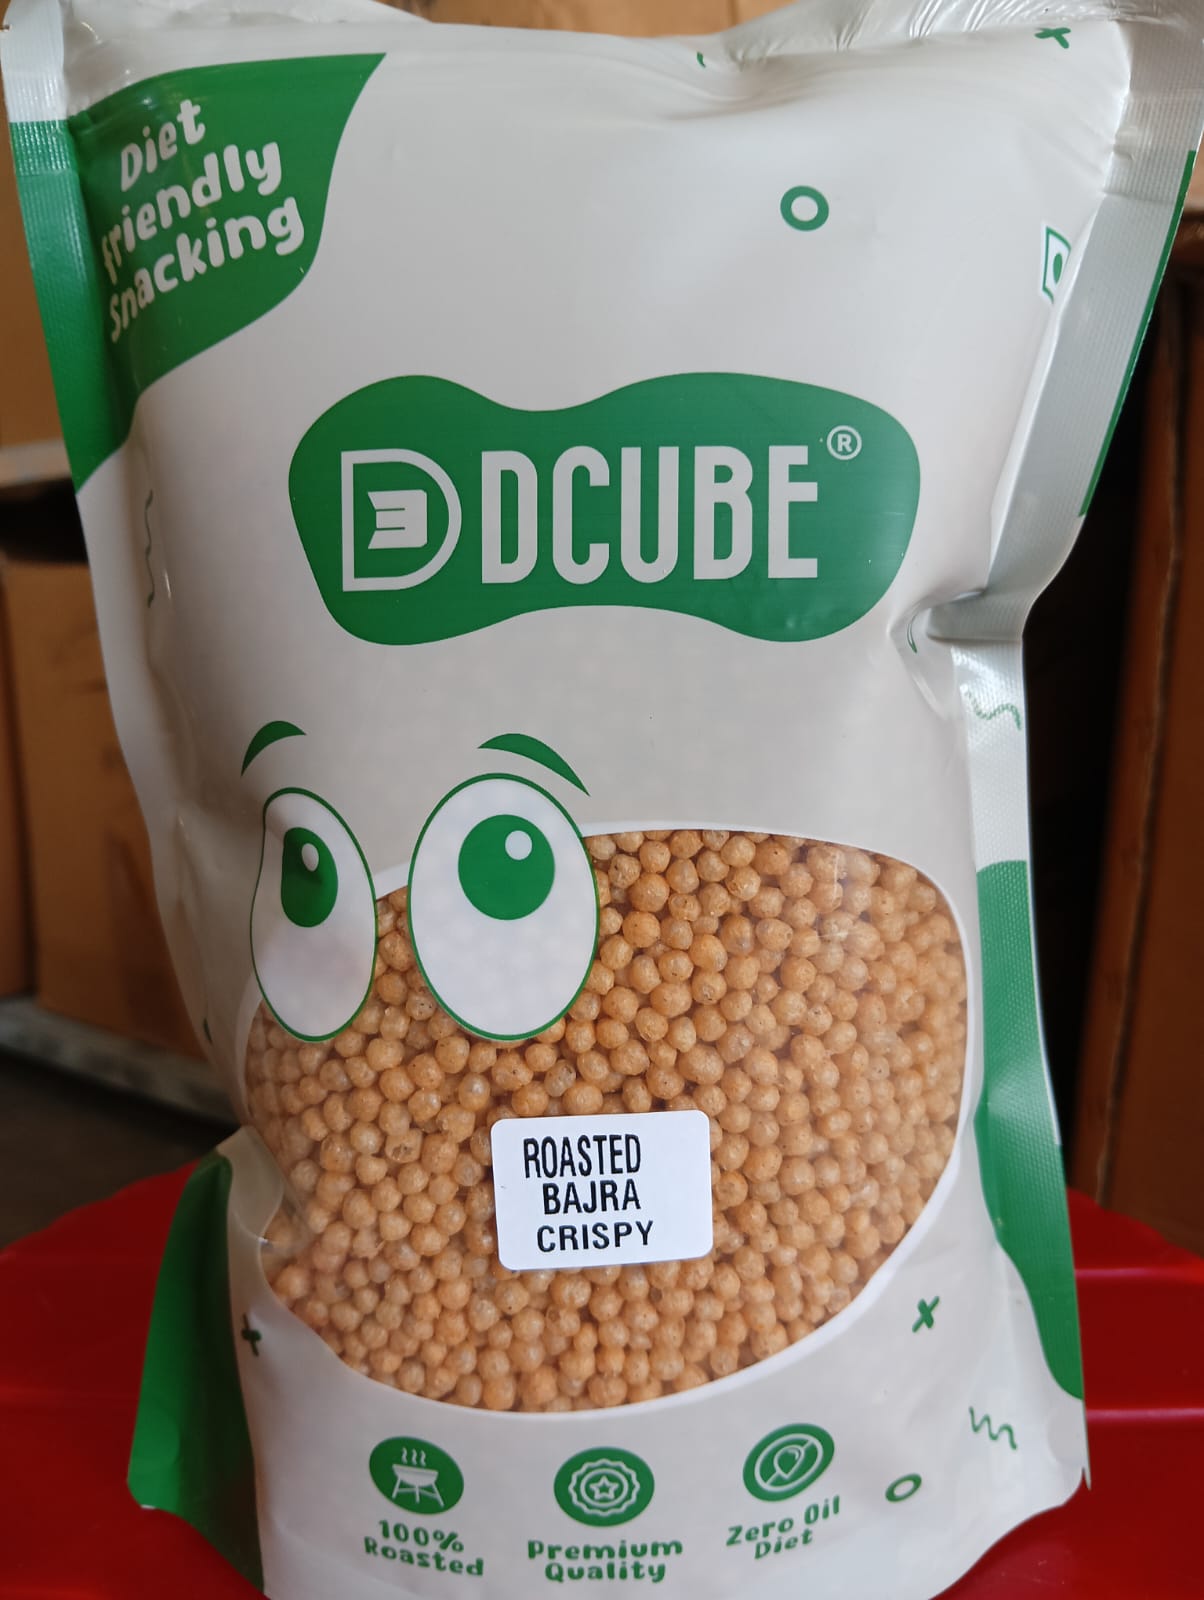 Diet
friendly
Snacking
DCUBE®
ROASTED
BAJRA
CRISPY
100%
Roasted
Premium
Quality
Zero Oil
Diet